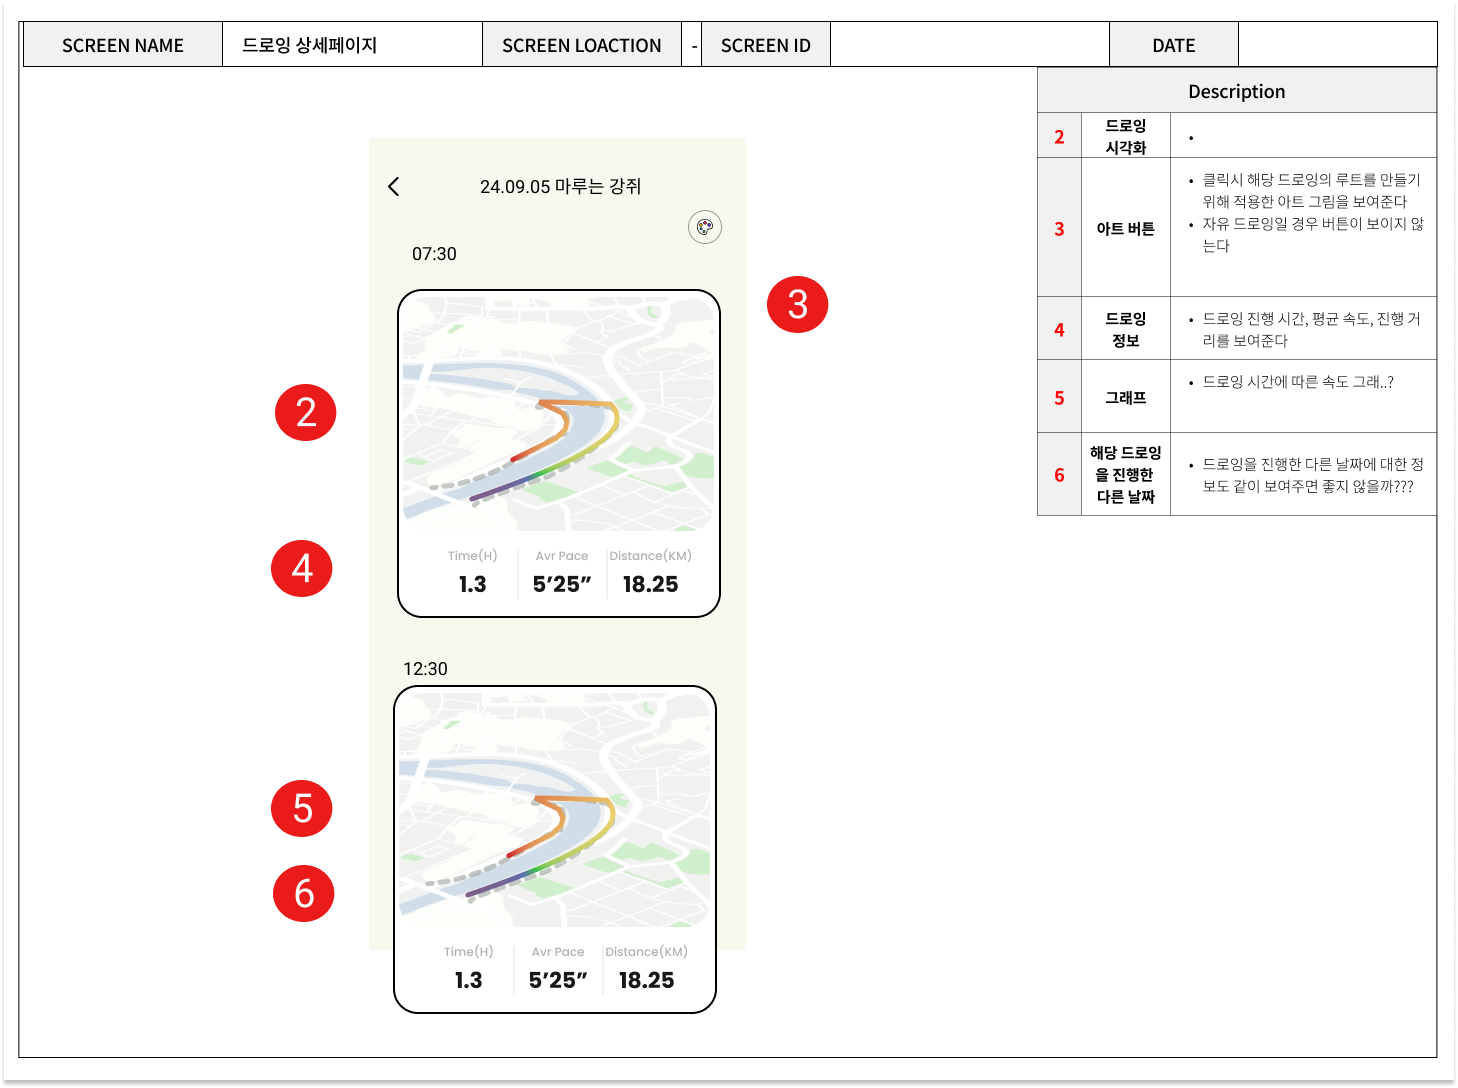 SCREEN NAME
드로잉 상세페이지
SCREEN LOACTION
-
SCREEN ID
DATE
Description
2
드로잉
시각화
•
3
아트 버튼
• 클릭시 해당 드로잉의 루트를 만들기
위해 적용한 아트 그림을 보여준다
• 자유 드로잉일 경우 버튼이 보이지 않
는다
4
드로잉
정보
• 드로잉 진행 시간, 평균 속도, 진행 거
리를 보여준다
5
그래프
• 드로잉 시간에 따른 속도 그래..?
6
해당 드로잉
을 진행한
다른 날짜
• 드로잉을 진행한 다른 날짜에 대한 정
보도 같이 보여주면 좋지 않을까???
24.09.05 마루는 강쥐
07:30
3
2
4
Time(H)
Avr Pace
Distance(KM)
1.3
5’25”
18.25
12:30
5
6
Time(H)
Avr Pace
Distance(KM)
1.3
5’25”
18.25